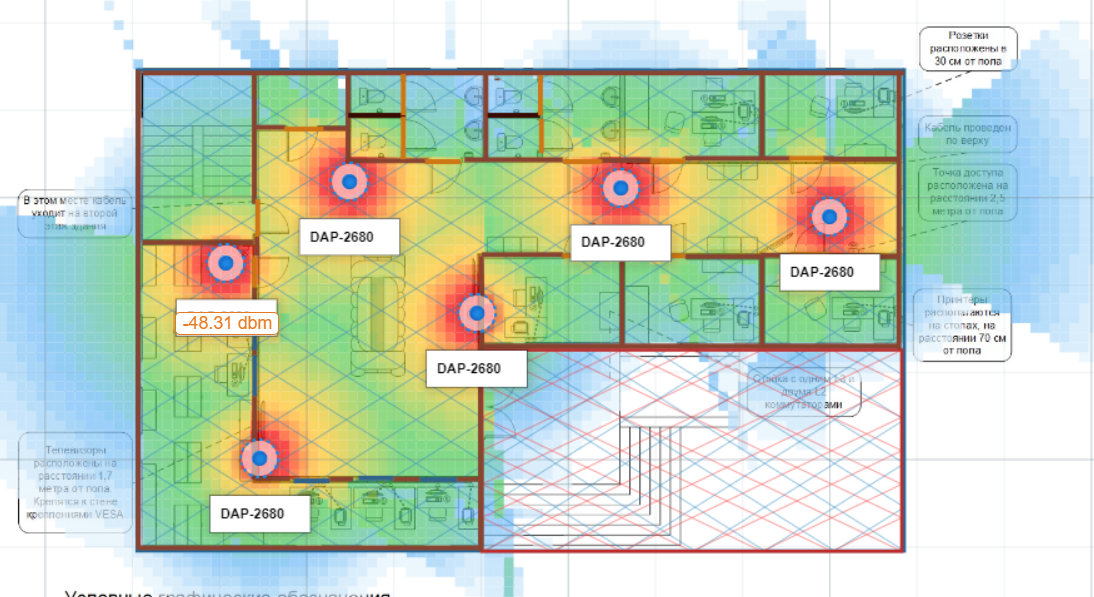 Розетки
расположены в
30 см от пола
Кабель проведен
по верху
Точка доступа
расположена на
расстоянии 2,5
метра от пола
В этом месте кабель
уходит на второй
этаж здания
DAP-2680
DAP-2680
DAP-2680
-48.31 dbm
DAP-2680
Принтеры
располагаются
на столах, на
расстоянии 70 см
от пола
Стойка с одним L3 и
двумя L2
коммутаторами
Телевизоры
расположены на
расстоянии 1,7
метра от пола.
Крепятся к стене
креплениями VESA
DAP-2680
Условные графические обозначения